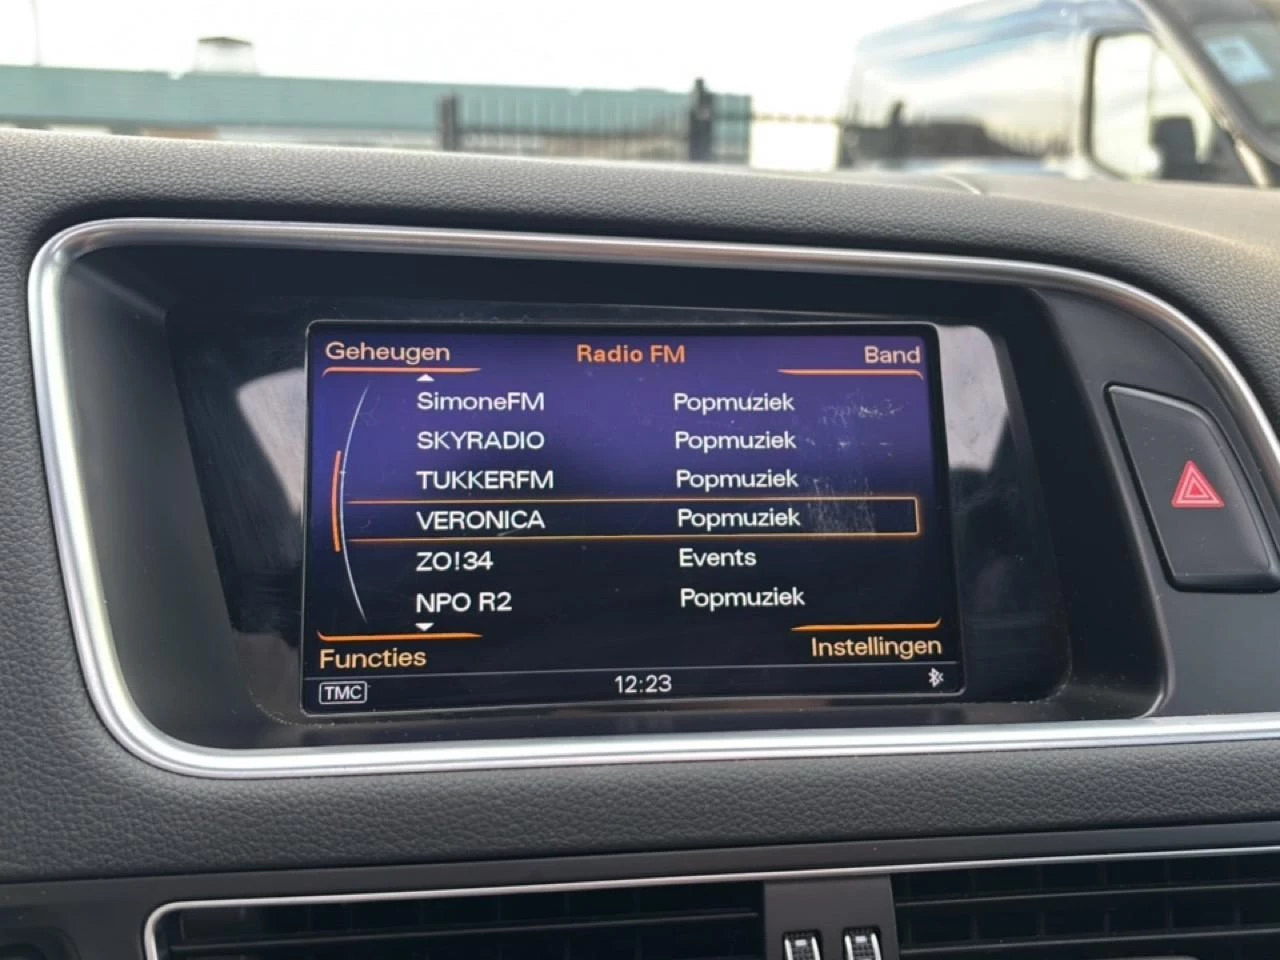 Geheugen Radio FM Band
SimoneFM Popmuziek
SKYRADIO Popmuziek
TUKKERFM Popmuziek
VERONICA Popmuziek
ZO!34 Events
NPO R2 Popmuziek
Functies Instellingen
TMC 12:23